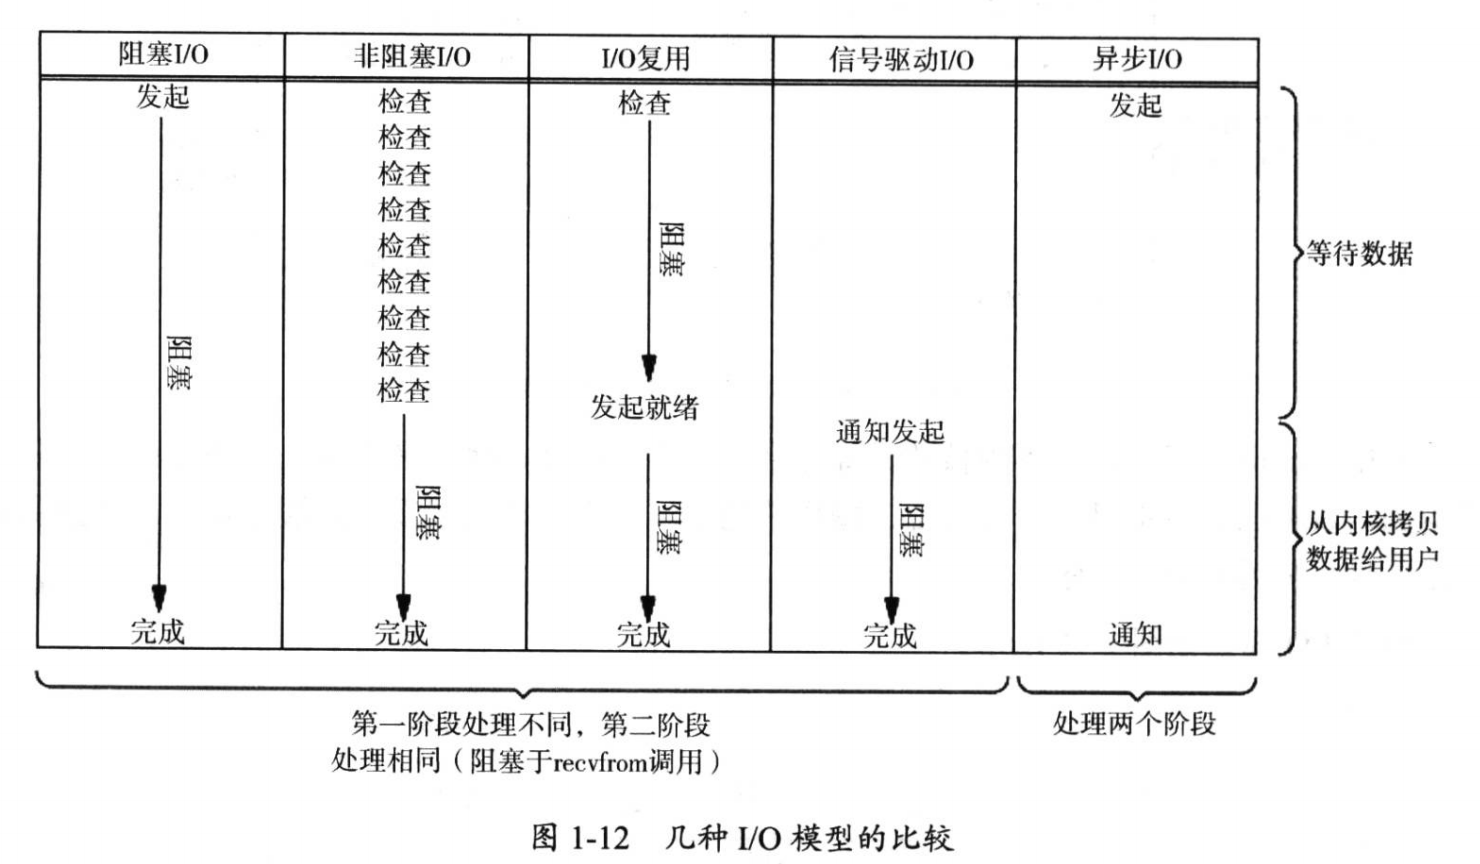 阻塞I/O 非阻塞I/O I/O复用 信号驱动I/O 异步I/O
发起 检查 检查 发起
检查
检查
检查
检查
检查
检查
检查
检查
阻塞
阻塞
发起就绪
通知发起
阻塞
阻塞
阻塞
完成 完成 完成 完成 通知
等待数据
从内核拷贝
数据给用户
第一阶段处理不同，第二阶段
处理相同（阻塞于recvfrom调用）
处理两个阶段
图 1-12 几种 I/O 模型的比较